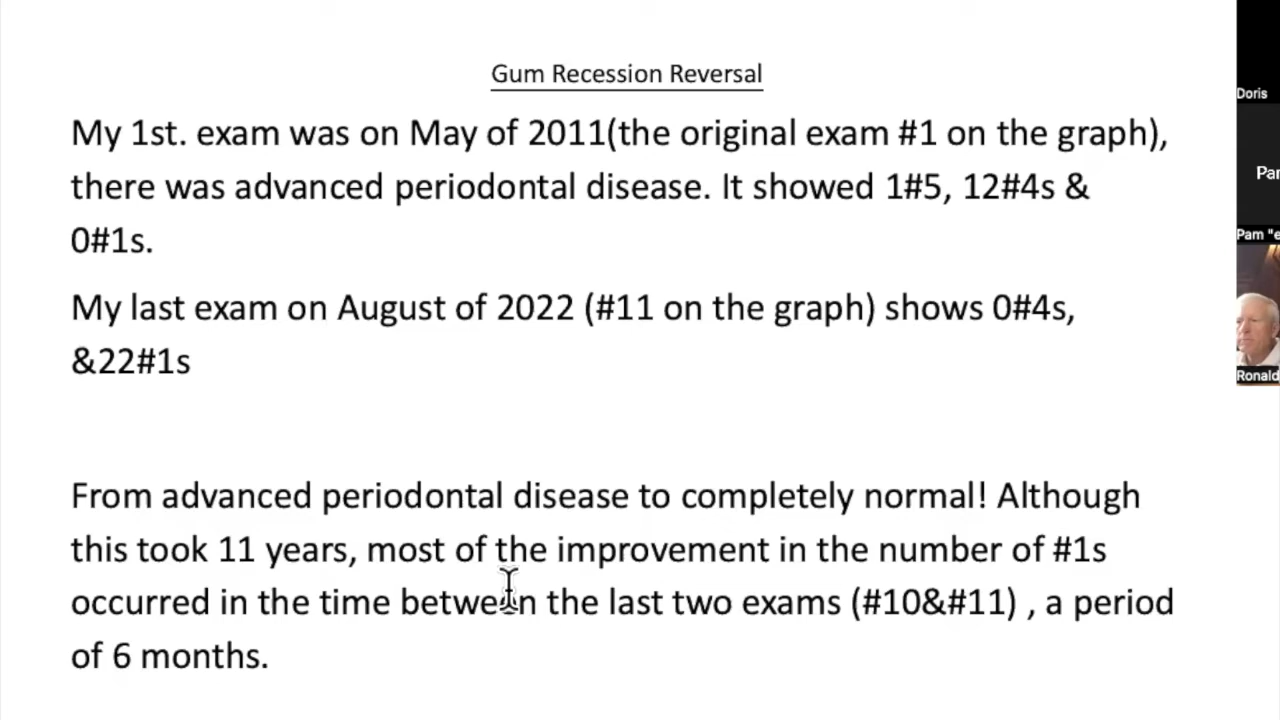 Gum Recession Reversal
My 1st. exam was on May of 2011(the original exam #1 on the graph),
there was advanced periodontal disease. It showed 1#5, 12#4s &
0#1s.
My last exam on August of 2022 (#11 on the graph) shows 0#4s,
&22#1s
From advanced periodontal disease to completely normal! Although
this took 11 years, most of the improvement in the number of #1s
occurred in the time between the last two exams (#10&#11) , a period
of 6 months.
Doris
Par
Pam "e
Ronald